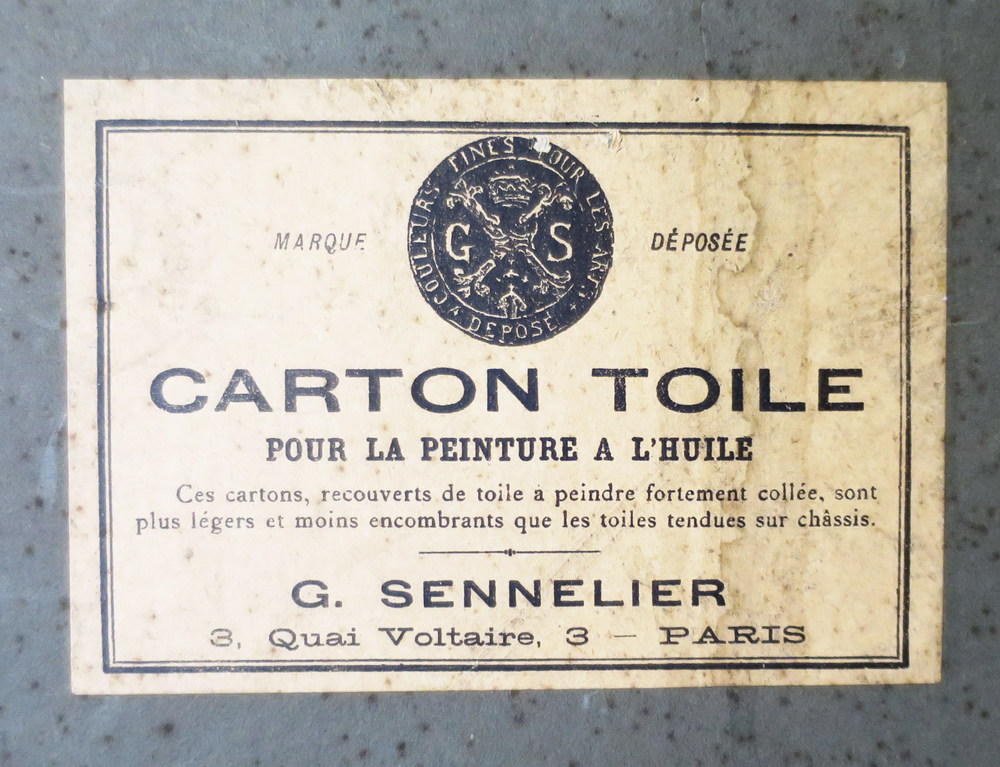 COULEURS FINES POUR LES ARTS
G S
DEPOSÉ
MARQUE DÉPOSÉE
CARTON TOILE
POUR LA PEINTURE A L'HUILE
Ces cartons, recouverts de toile à peindre fortement collée, sont
plus légers et moins encombrants que les toiles tendues sur châssis.
G. SENNELIER
3, Quai Voltaire, 3 — PARIS